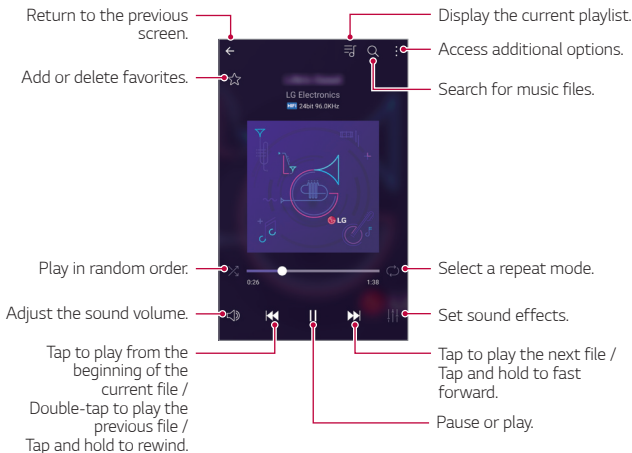 Return to the previous
screen.
Add or delete favorites.
Display the current playlist.
Access additional options.
Search for music files.
LG Electronics
HIFI 24bit 96.0KHz
LG
Play in random order.
Select a repeat mode.
0:26
1:38
Adjust the sound volume.
Set sound effects.
Tap to play from the
beginning of the
current file /
Double-tap to play the
previous file /
Tap and hold to rewind.
Tap to play the next file /
Tap and hold to fast
forward.
Pause or play.